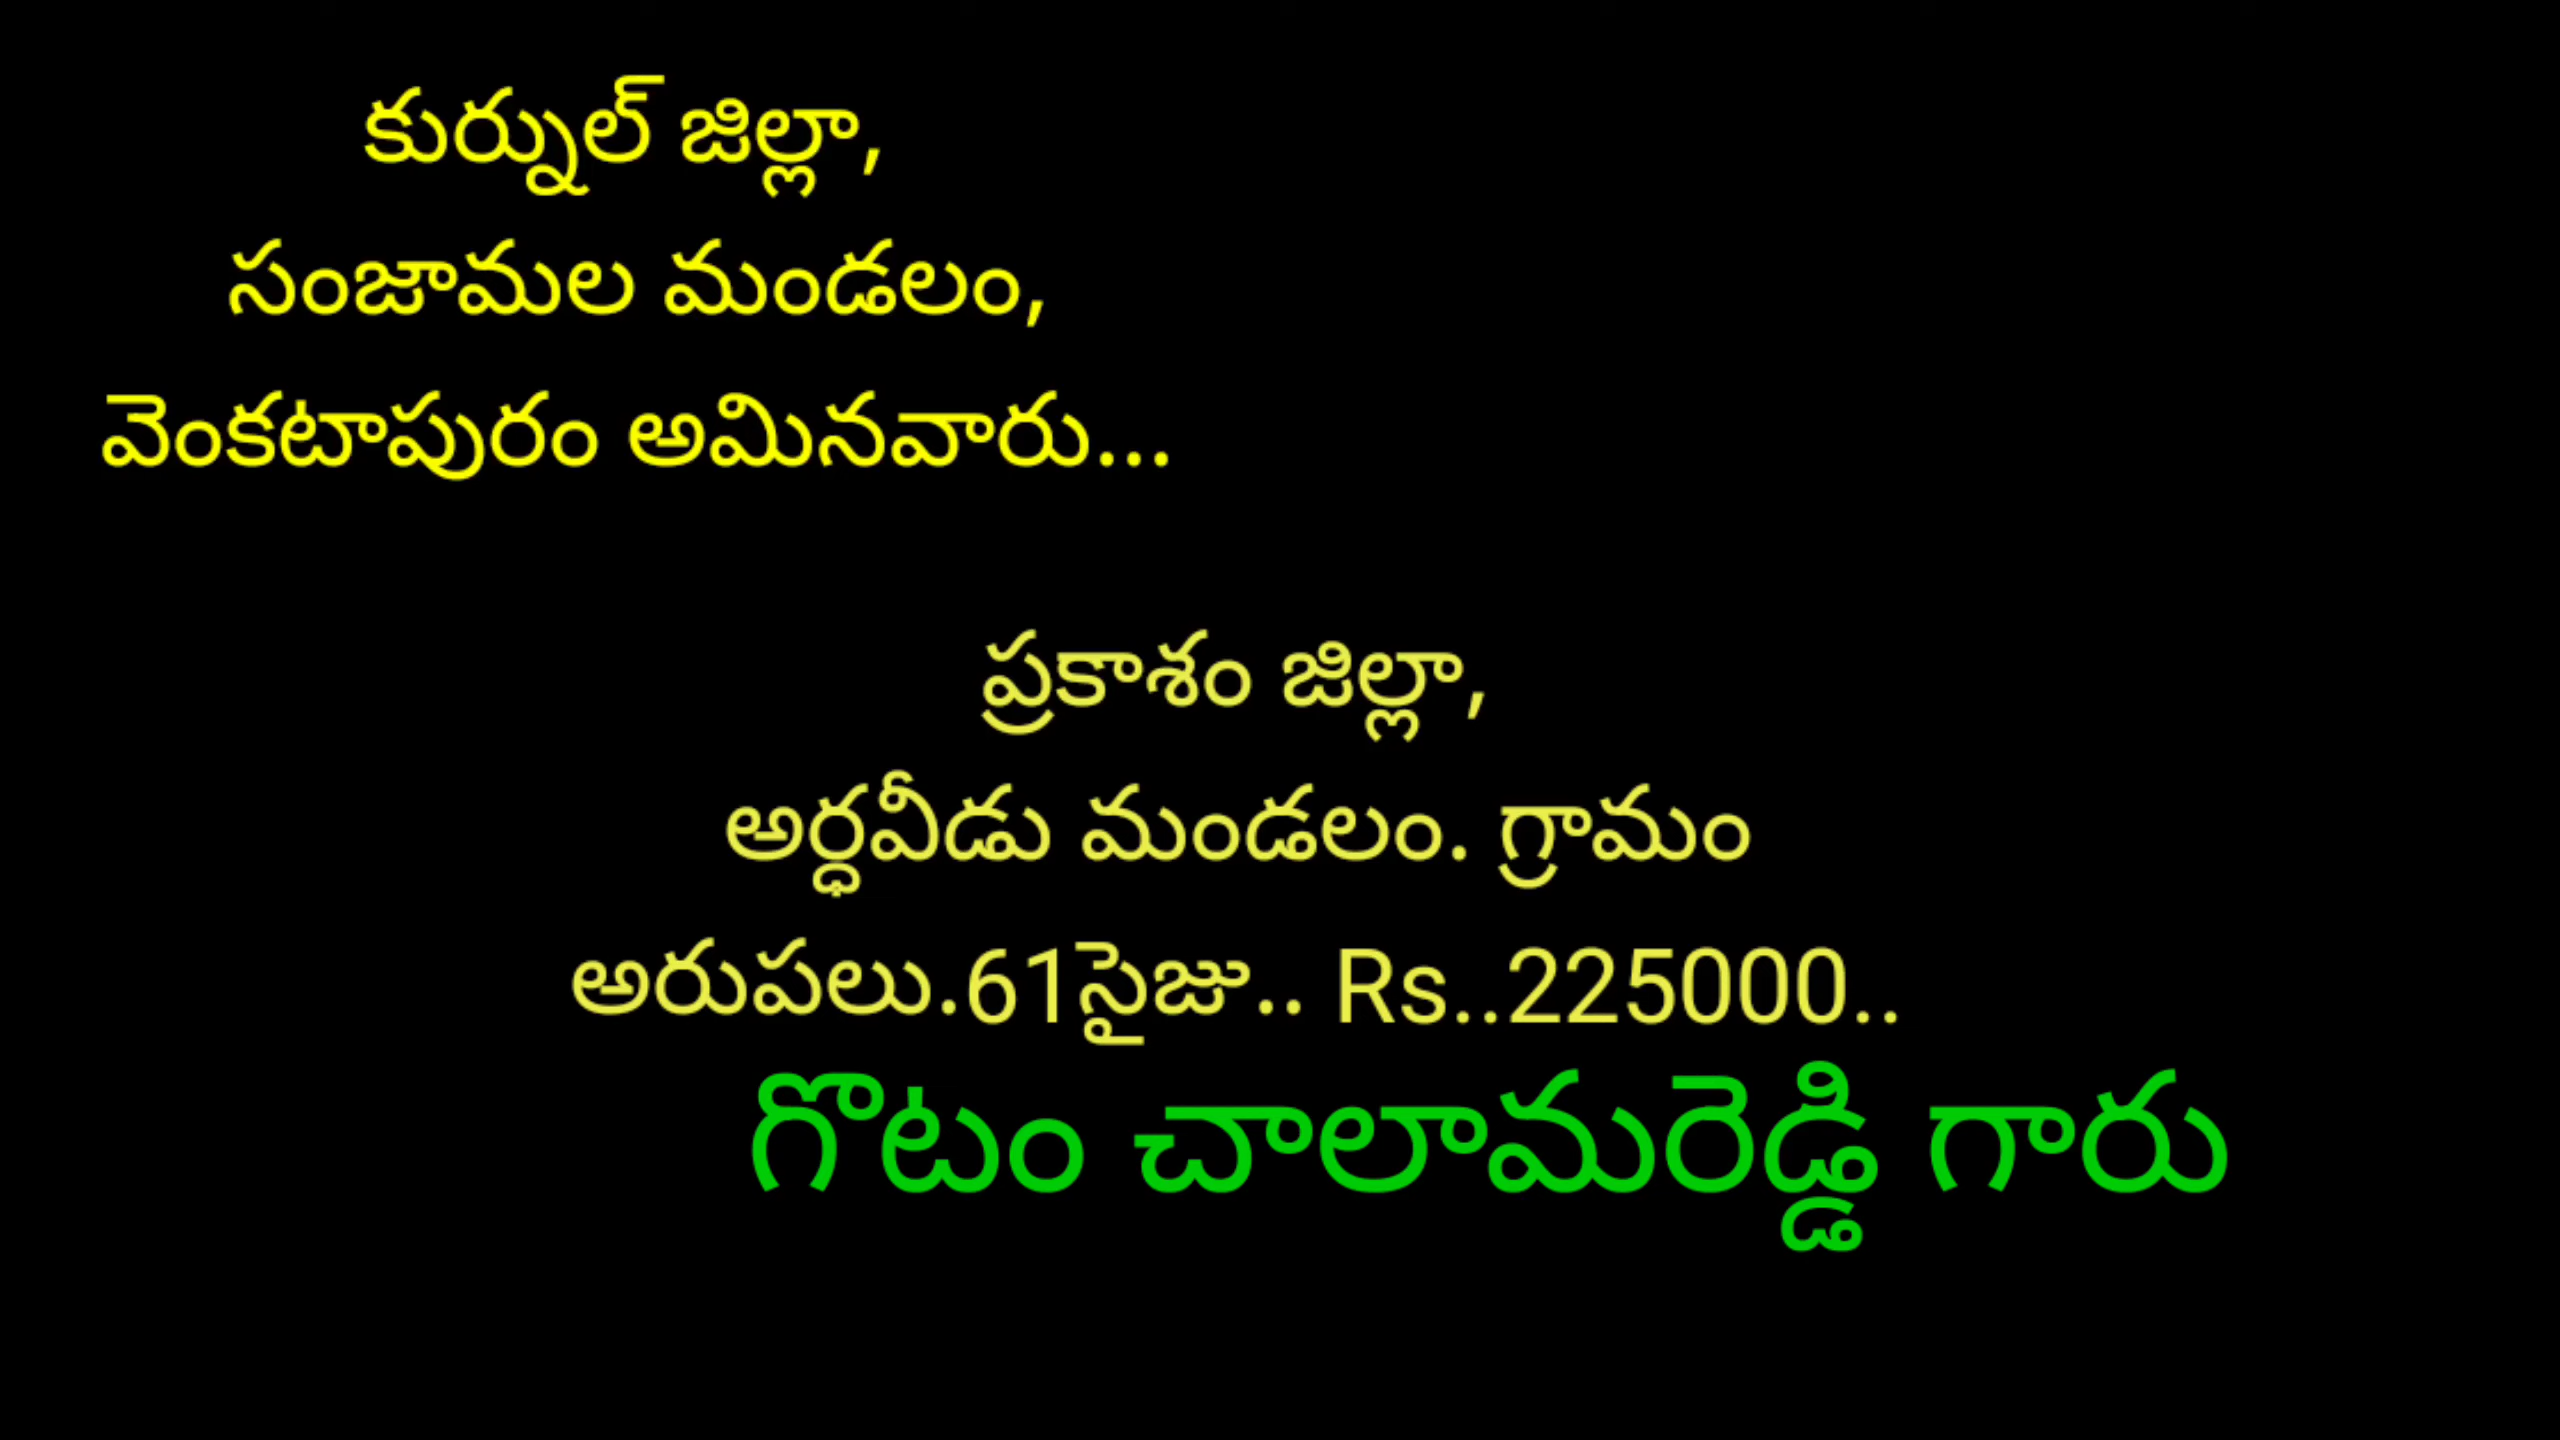 కుర్నుల్ జిల్లా,
సంజామల మండలం,
వెంకటాపురం అమినవారు...
ప్రకాశం జిల్లా,
అర్ధవీడు మండలం. గ్రామం
అరుపలు.61సైజు.. Rs..225000..
గొటం చాలామరెడ్డి గారు